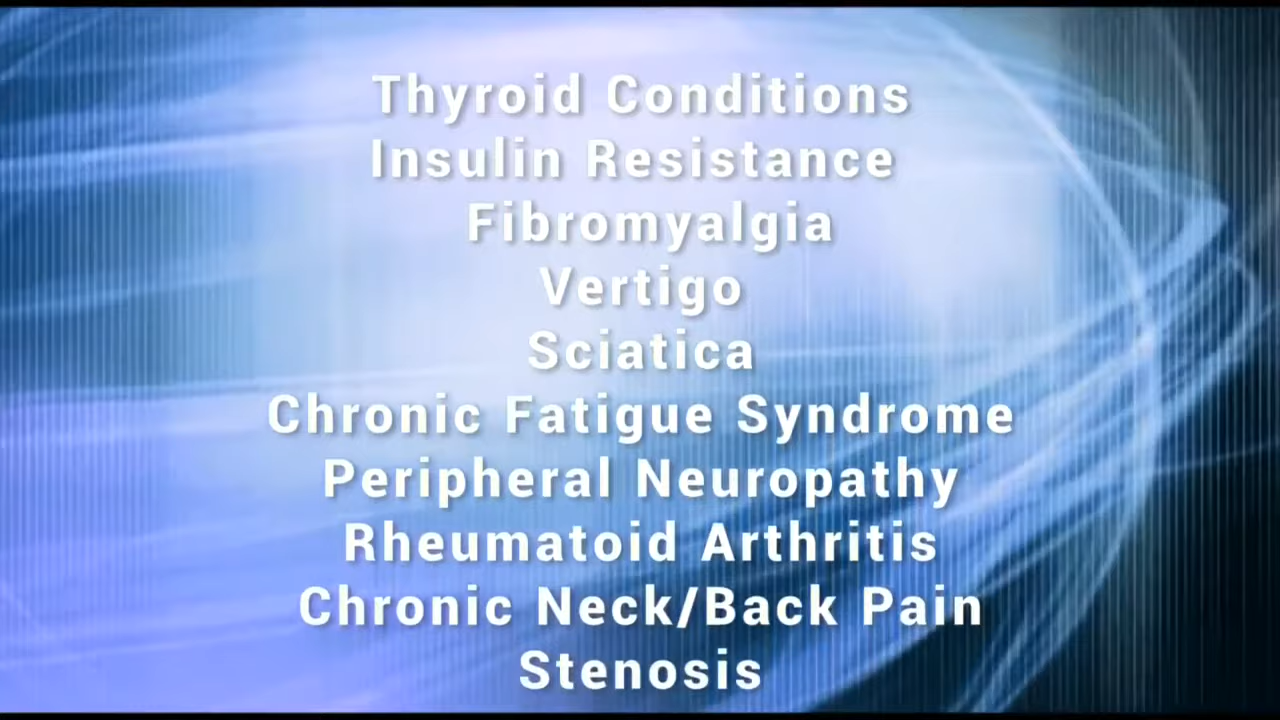 Thyroid Conditions
Insulin Resistance
Fibromyalgia
Vertigo
Sciatica
Chronic Fatigue Syndrome
Peripheral Neuropathy
Rheumatoid Arthritis
Chronic Neck/Back Pain
Stenosis